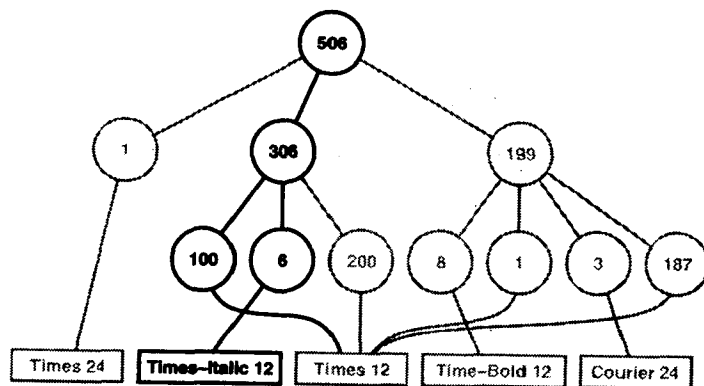 506
1
306
199
100
6
200
8
1
3
187
Times 24
Times-Italic 12
Times 12
Time-Bold 12
Courier 24